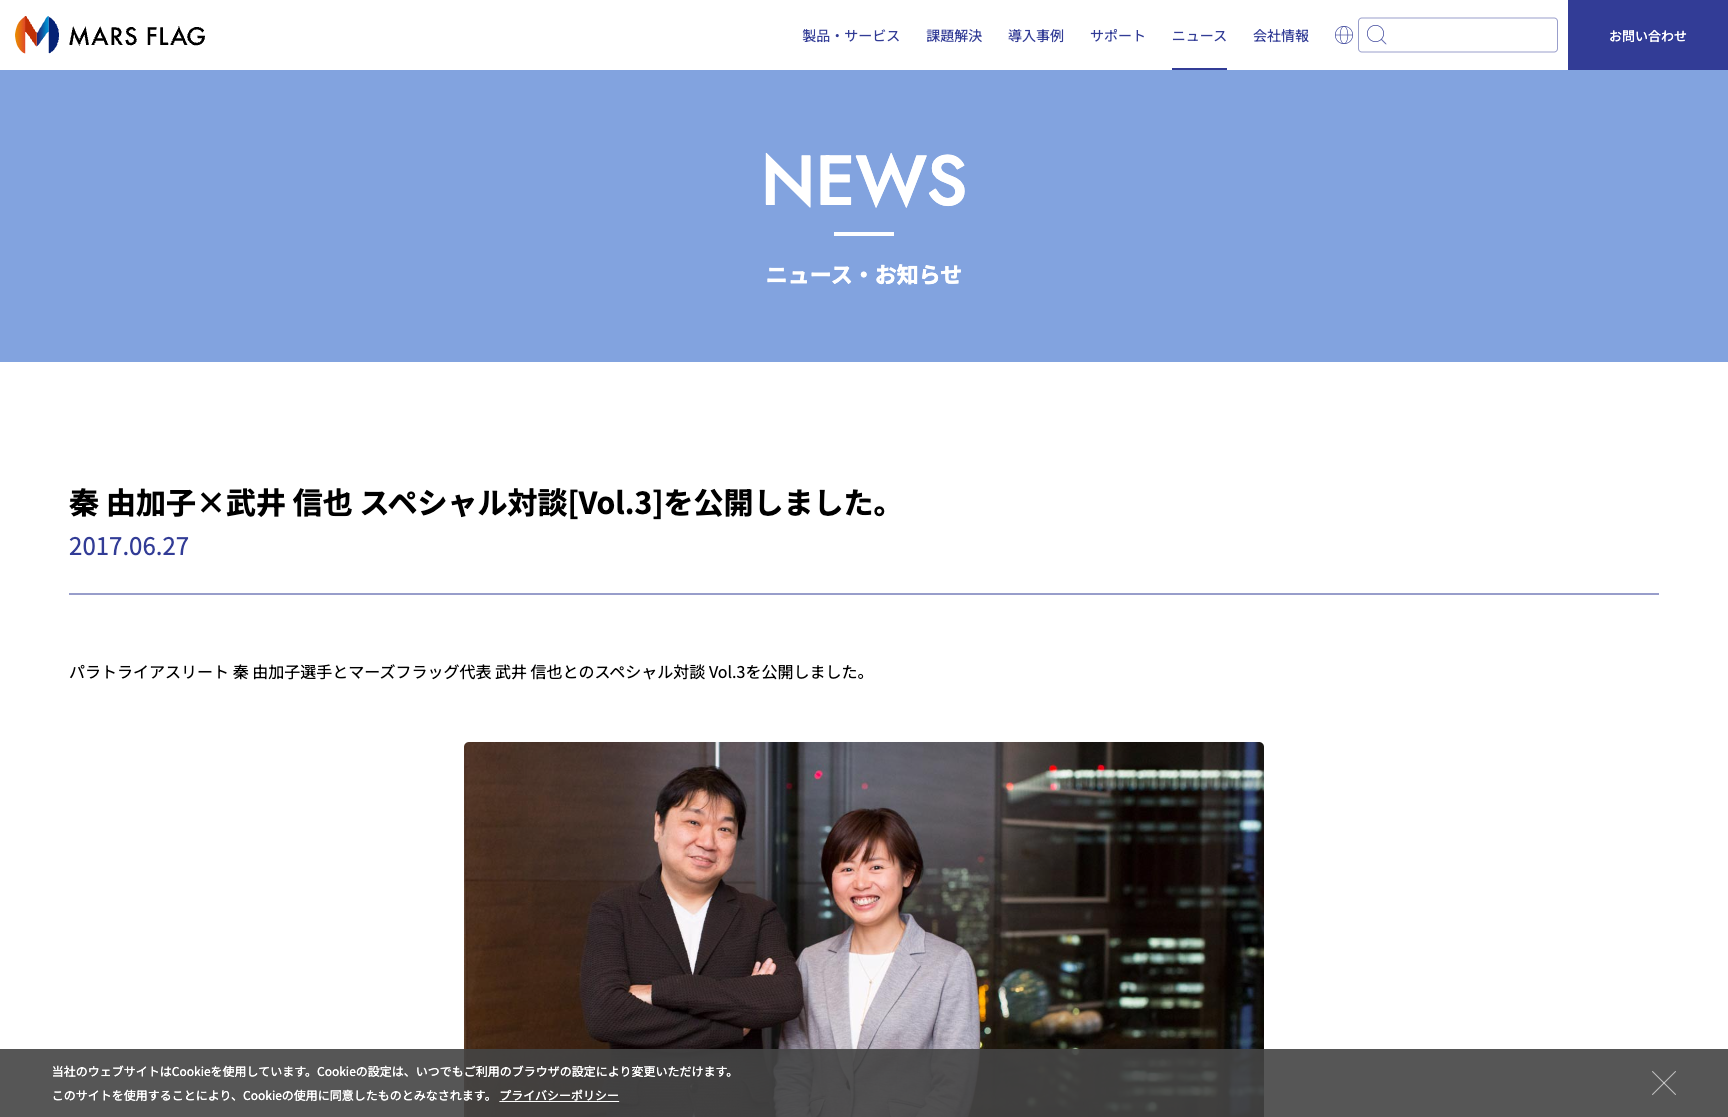 MARS FLAG
製品・サービス
課題解決
導入事例
サポート
ニュース
会社情報
お問い合わせ
NEWS
ニュース・お知らせ
秦 由加子×武井 信也 スペシャル対談[Vol.3]を公開しました。
2017.06.27
パラトライアスリート 秦 由加子選手とマーズフラッグ代表 武井 信也とのスペシャル対談 Vol.3を公開しました。
当社のウェブサイトはCookieを使用しています。Cookieの設定は、いつでもご利用のブラウザの設定により変更いただけます。
このサイトを使用することにより、Cookieの使用に同意したものとみなされます。 プライバシーポリシー